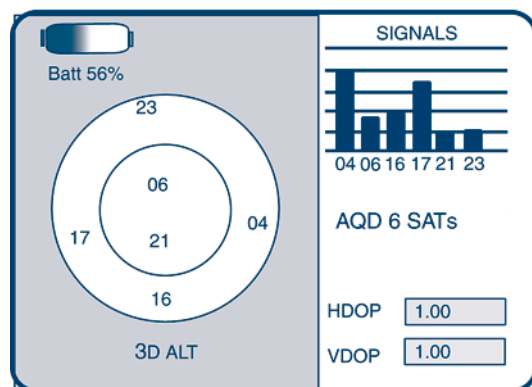 Batt 56%
23
06
17
04
21
16
3D ALT
SIGNALS
04 06 16 17 21 23
AQD 6 SATs
HDOP 1.00
VDOP 1.00